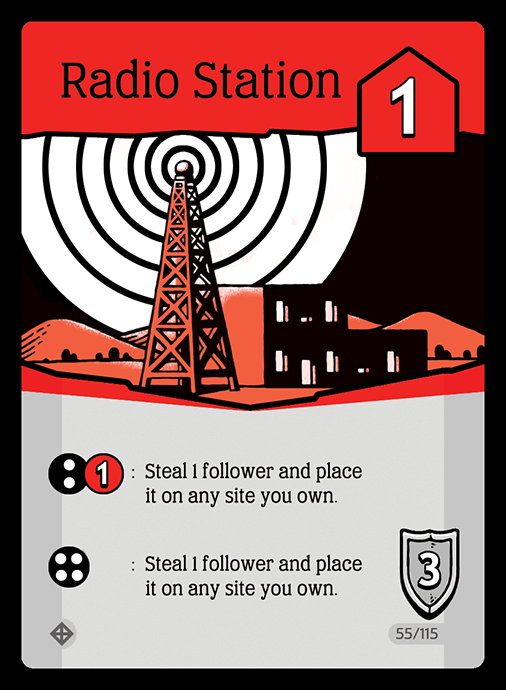 Radio Station
1
1 : Steal 1 follower and place
it on any site you own.
: Steal 1 follower and place
it on any site you own.
3
55/115